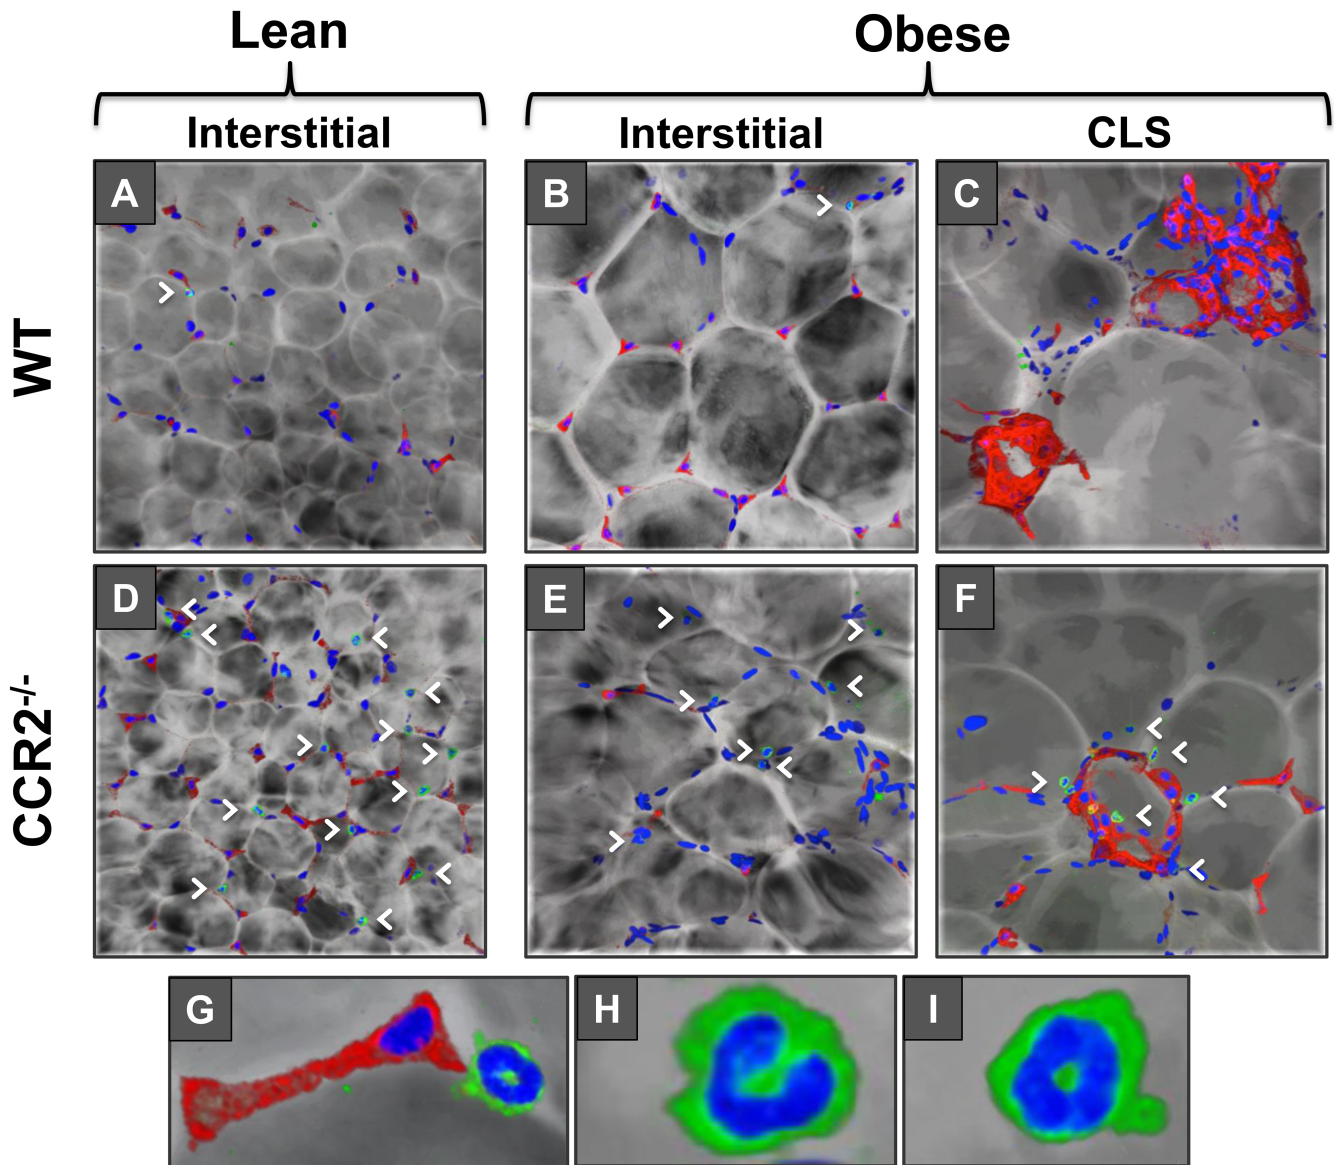 Lean
Obese
Interstitial
Interstitial
CLS
WT
A
B
C
CCR2-/-
D
E
F
G
H
I